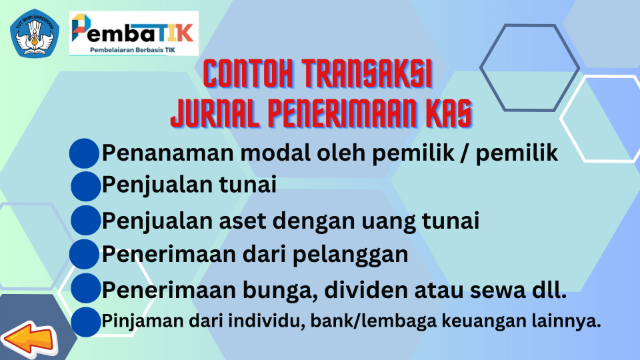 PembaTIK
Pembelajaran Berbasis TIK
CONTOH TRANSAKSI
JURNAL PENERIMAAN KAS
Penanaman modal oleh pemilik / pemilik
Penjualan tunai
Penjualan aset dengan uang tunai
Penerimaan dari pelanggan
Penerimaan bunga, dividen atau sewa dll.
Pinjaman dari individu, bank/lembaga keuangan lainnya.